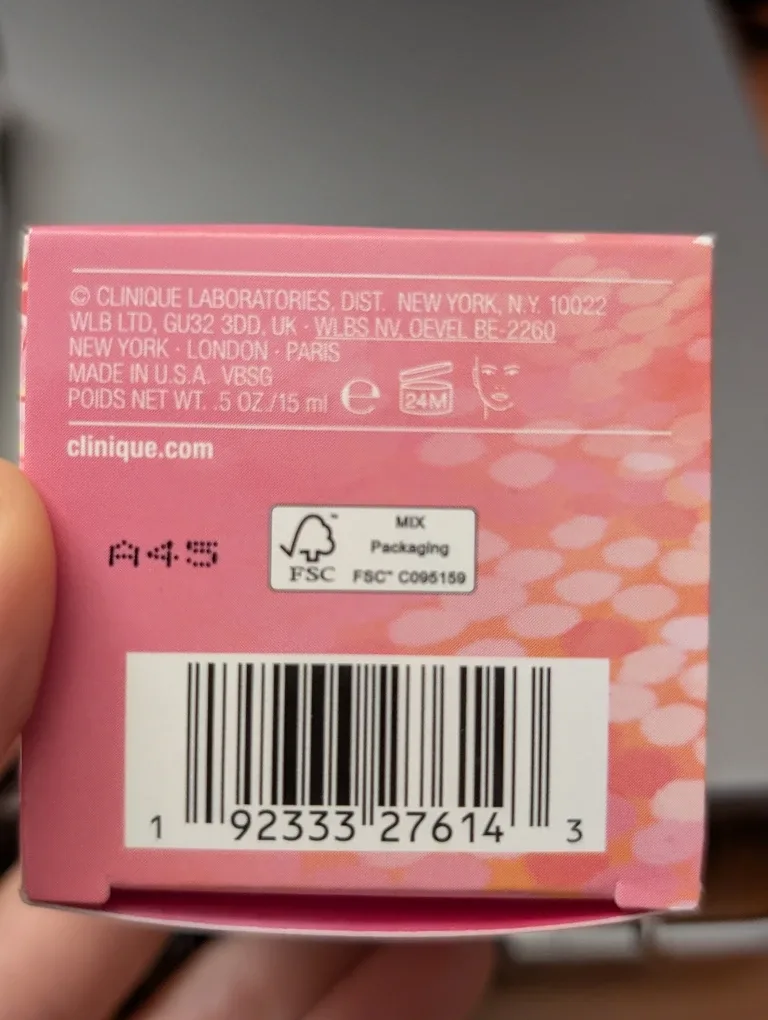 © CLINIQUE LABORATORIES, DIST. NEW YORK, N.Y. 10022
WLB LTD, GU32 3DD, UK · WLBS NV, OEVEL BE-2260
NEW YORK · LONDON · PARIS
MADE IN U.S.A. VBSG
POIDS NET WT. .5 OZ./15 ml ℮ 24M
clinique.com
A45
FSC™
MIX
Packaging
FSC™ C095159
1 92333 27614 3